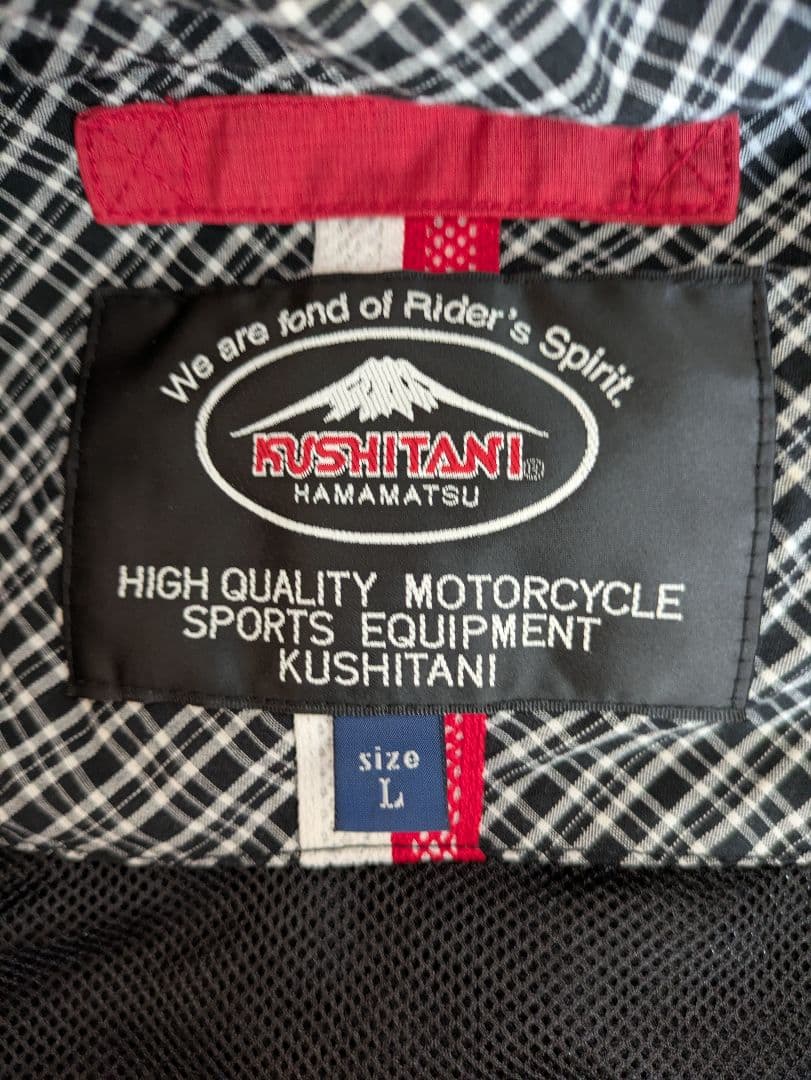 We are fond of Rider's Spirit.
KUSHITANI®
HAMAMATSU
HIGH QUALITY MOTORCYCLE
SPORTS EQUIPMENT
KUSHITANI
size
L